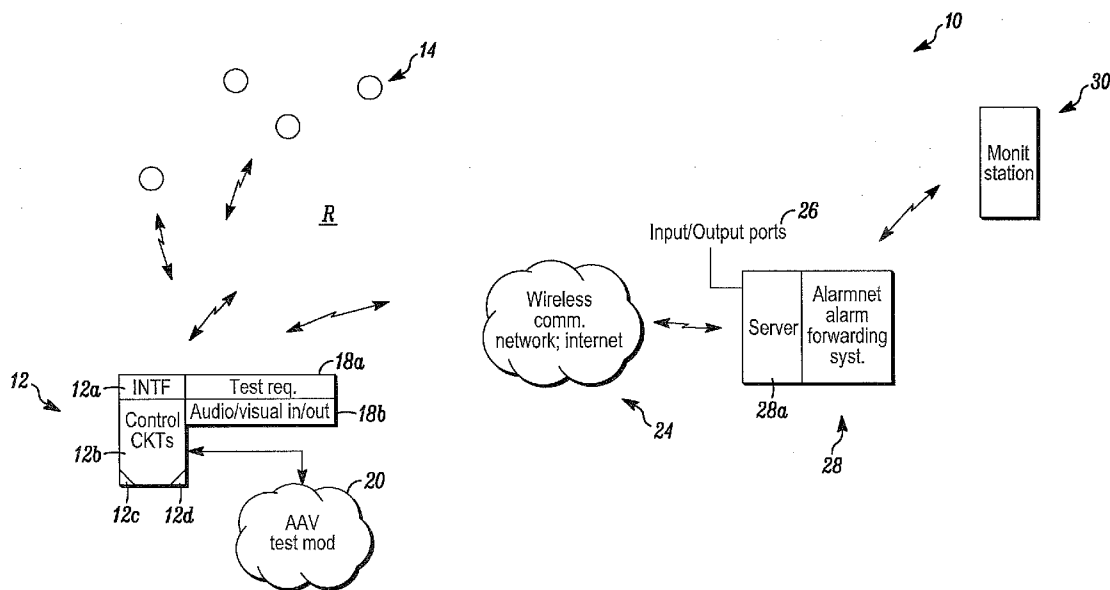 10
14
30
Monit
station
R
26
Input/Output ports
Wireless
comm.
network; internet
Server
Alarmnet
alarm
forwarding
syst.
28a
28
24
12
12a
INTF
Test req.
18a
Audio/visual in/out
18b
Control
CKTs
12b
12c
12d
20
AAV
test mod